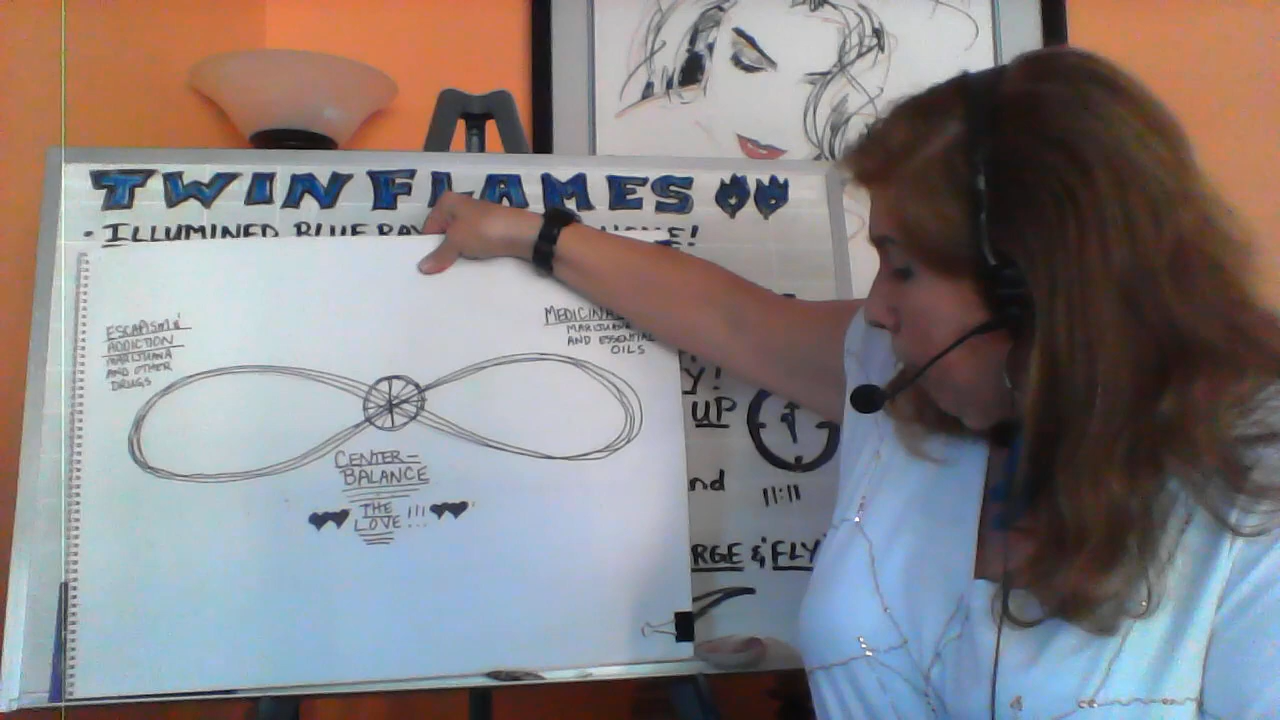 TWIN FLAMES
• ILLUMINED BLUE RAY
ESCAPISM &
ADDICTION
MARIJUANA
AND OTHER
DRUGS
MEDICINAL
MARIJUANA
AND ESSENTIAL
OILS
CENTER-
BALANCE
THE
LOVE!!!...
Y!
UP
nd
11:11
RGE & FLY